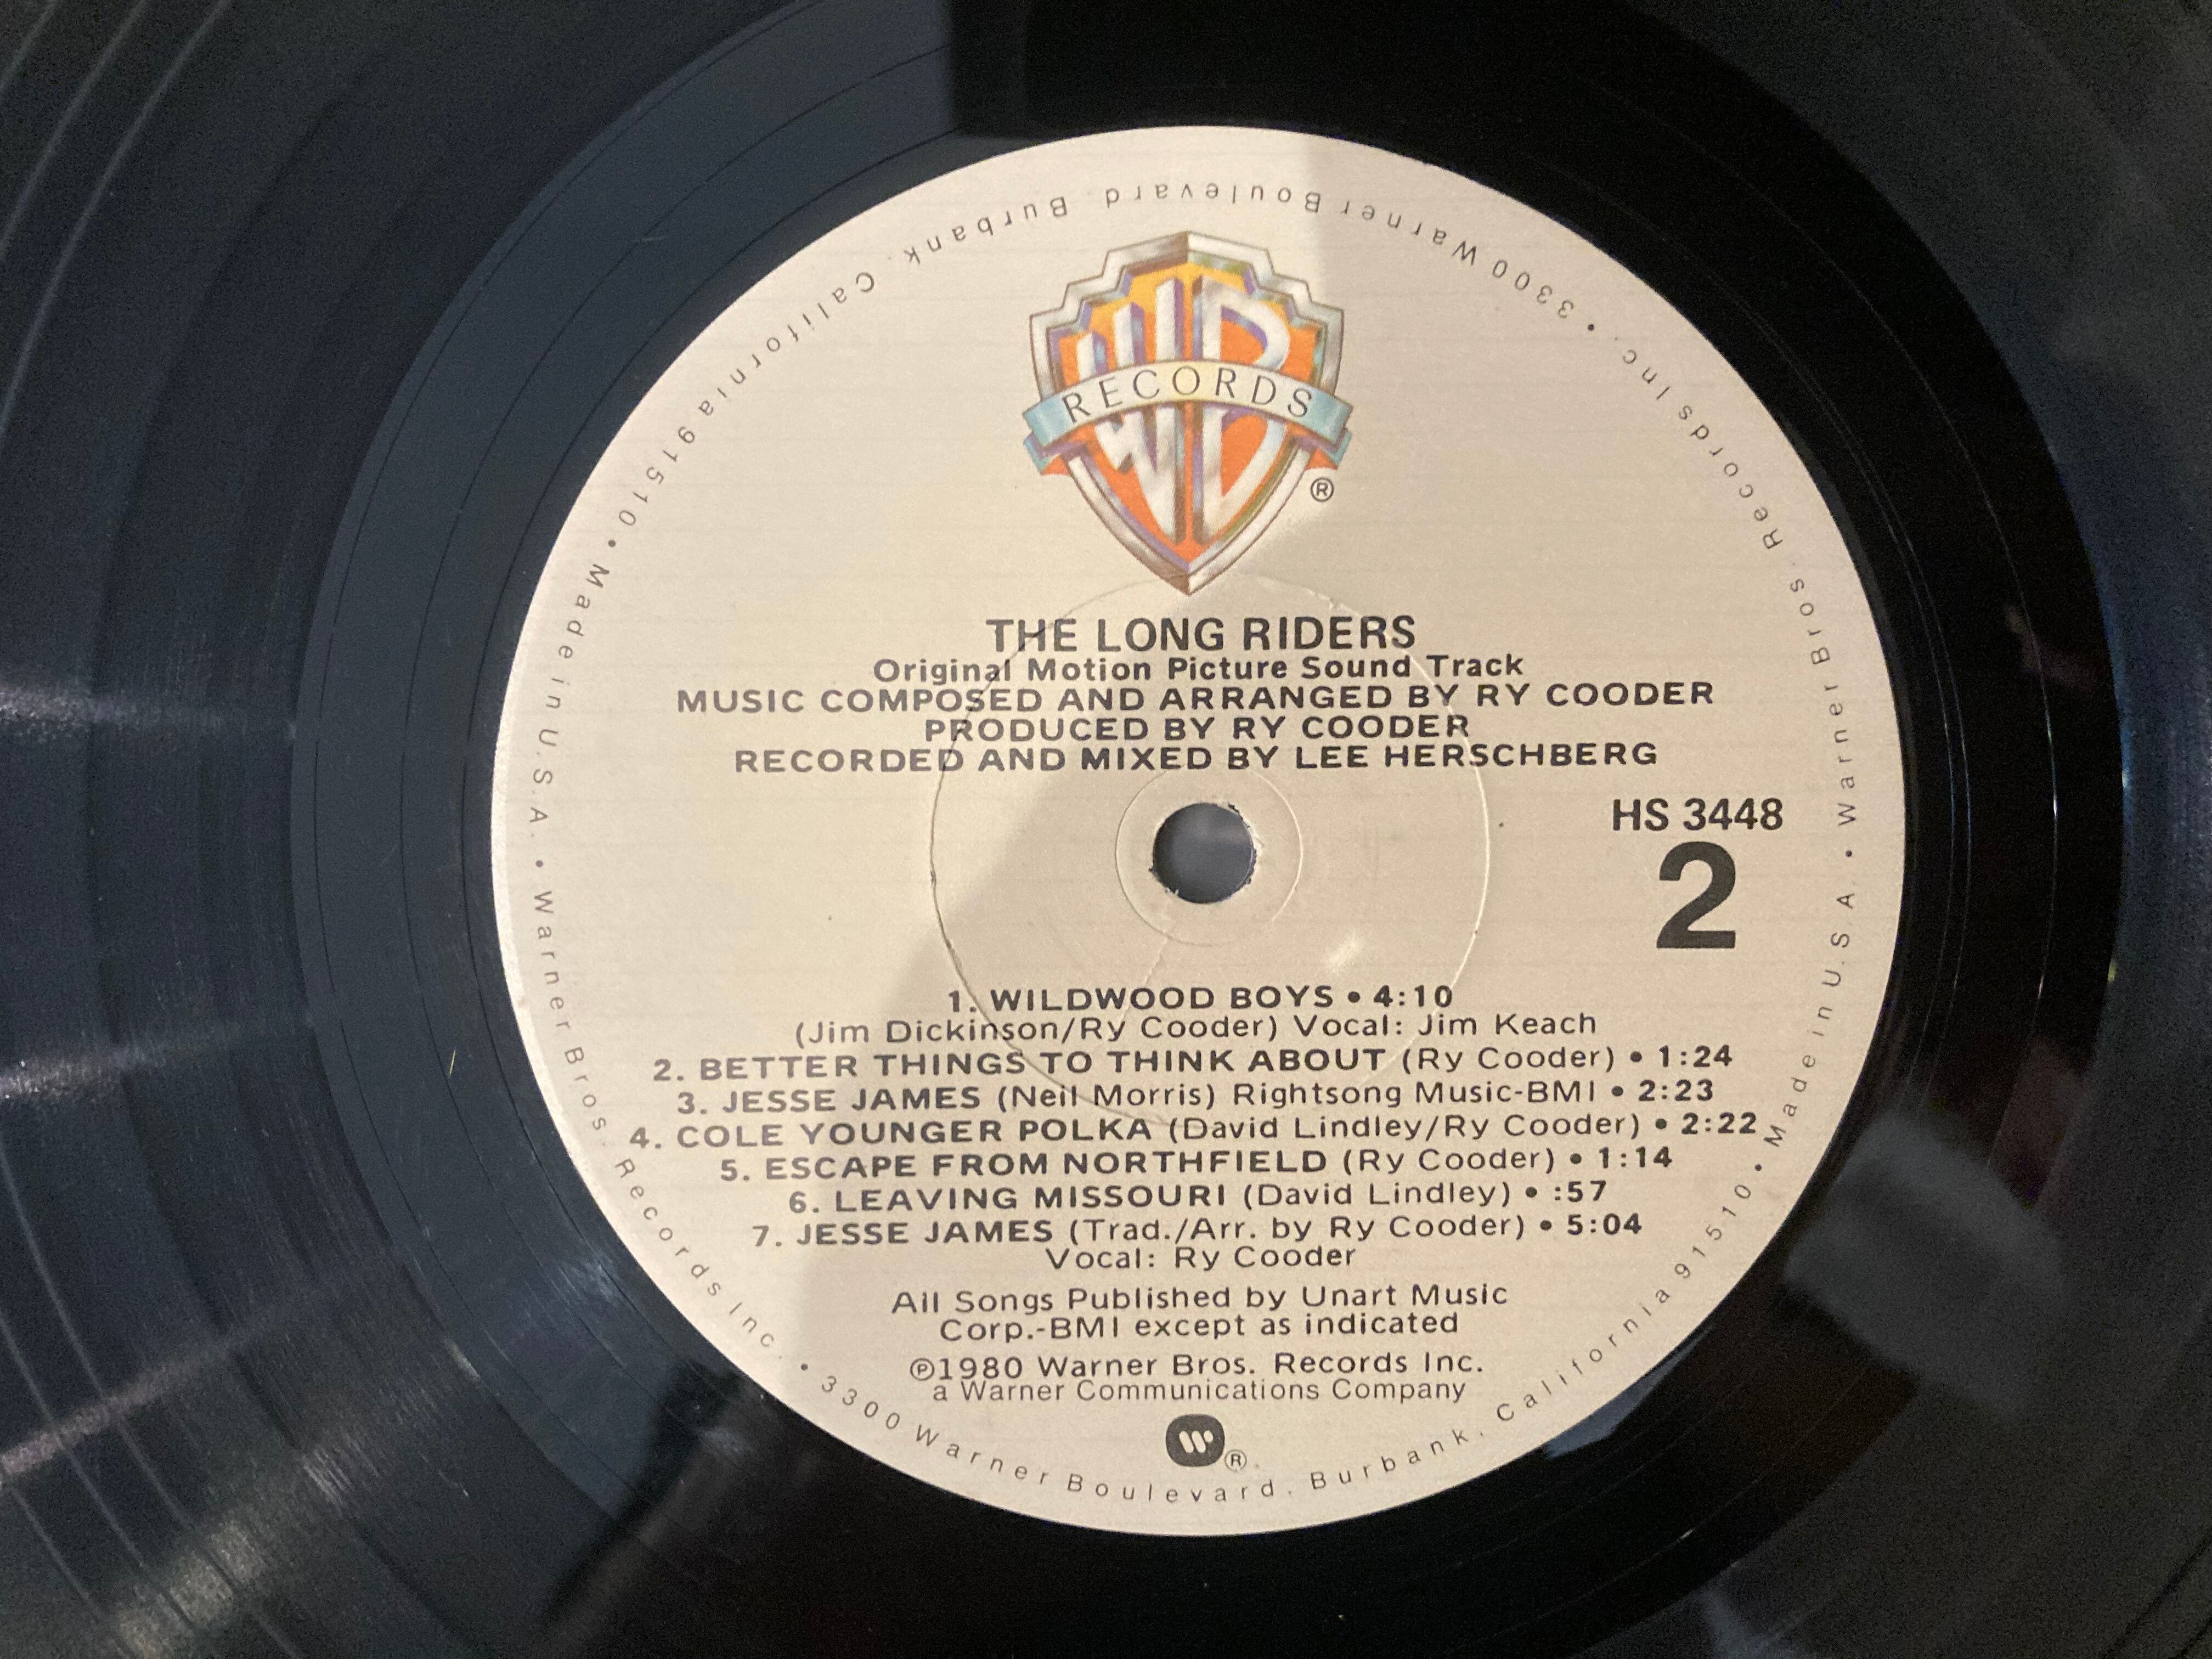 WB
RECORDS
®
THE LONG RIDERS
Original Motion Picture Sound Track
MUSIC COMPOSED AND ARRANGED BY RY COODER
PRODUCED BY RY COODER
RECORDED AND MIXED BY LEE HERSCHBERG
HS 3448
2
1. WILDWOOD BOYS • 4:10
(Jim Dickinson/Ry Cooder) Vocal: Jim Keach
2. BETTER THINGS TO THINK ABOUT (Ry Cooder) • 1:24
3. JESSE JAMES (Neil Morris) Rightsong Music-BMI • 2:23
4. COLE YOUNGER POLKA (David Lindley/Ry Cooder) • 2:22
5. ESCAPE FROM NORTHFIELD (Ry Cooder) • 1:14
6. LEAVING MISSOURI (David Lindley) • :57
7. JESSE JAMES (Trad./Arr. by Ry Cooder) • 5:04
Vocal: Ry Cooder
All Songs Published by Unart Music
Corp.-BMI except as indicated
℗1980 Warner Bros. Records Inc.
a Warner Communications Company
®
Warner Bros. Records Inc. • 3300 Warner Boulevard, Burbank, California 91510 • Made in U.S.A. • Warner Bros. Records Inc. • 3300 Warner Boulevard, Burbank, California 91510 • Made in U.S.A. •